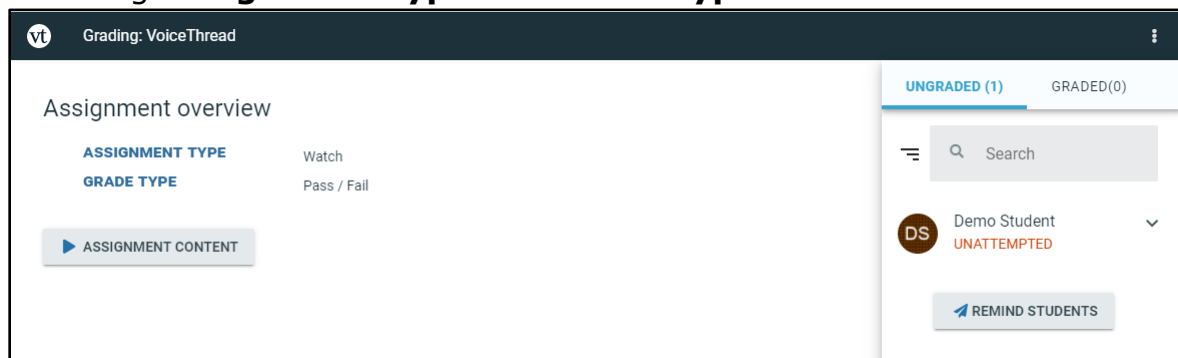 vt Grading: VoiceThread
Assignment overview
ASSIGNMENT TYPE Watch
GRADE TYPE Pass / Fail
ASSIGNMENT CONTENT
UNGRADED (1) GRADED(0)
Search
DS Demo Student
UNATTEMPTED
REMIND STUDENTS